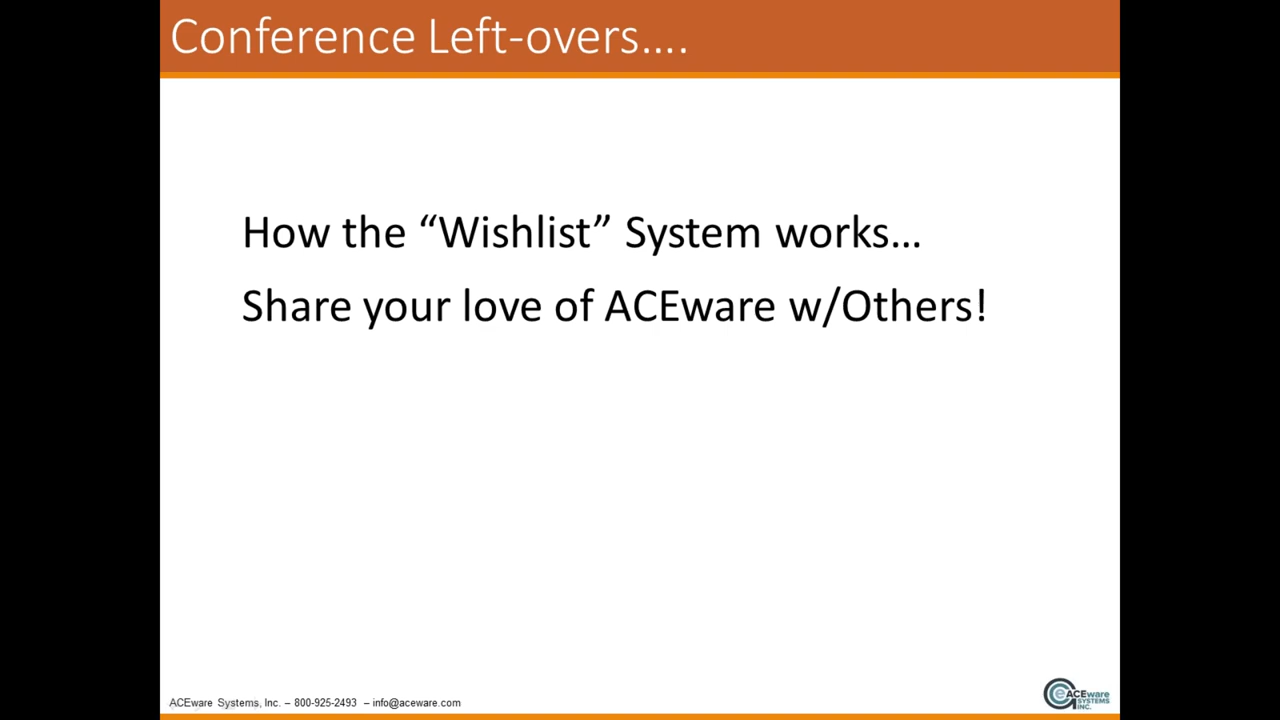 Conference Left-overs….
How the “Wishlist” System works…
Share your love of ACEware w/Others!
ACEware Systems, Inc. – 800-925-2493 – info@aceware.com
eACEware
SYSTEMS
INC.